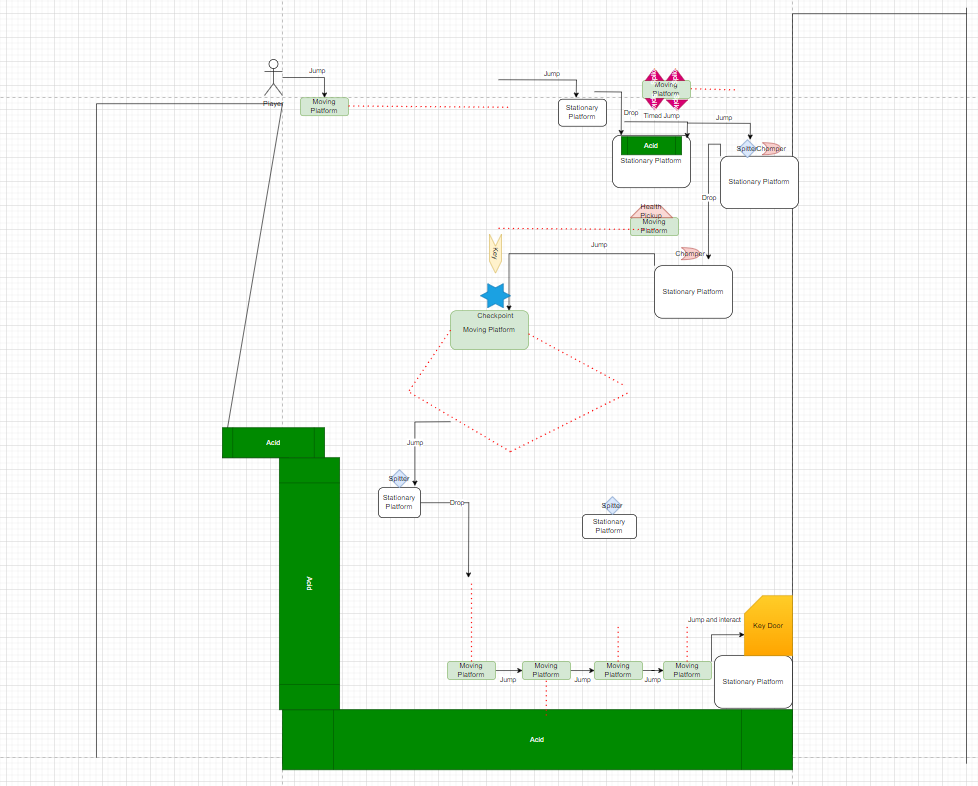 Jump
Player
Moving
Platform
Jump
Stationary
Platform
Moving
Platform
Drop
Timed Jump
Jump
Acid
Stationary Platform
Spitter
Chomper
Stationary Platform
Drop
Health
Pickup
Moving
Platform
Key
Jump
Chomper
Stationary Platform
Checkpoint
Moving Platform
Jump
Acid
Spitter
Stationary
Platform
Drop
Spitter
Stationary
Platform
Acid
Jump and interact
Key Door
Moving
Platform
Jump
Moving
Platform
Jump
Moving
Platform
Jump
Moving
Platform
Stationary Platform
Acid